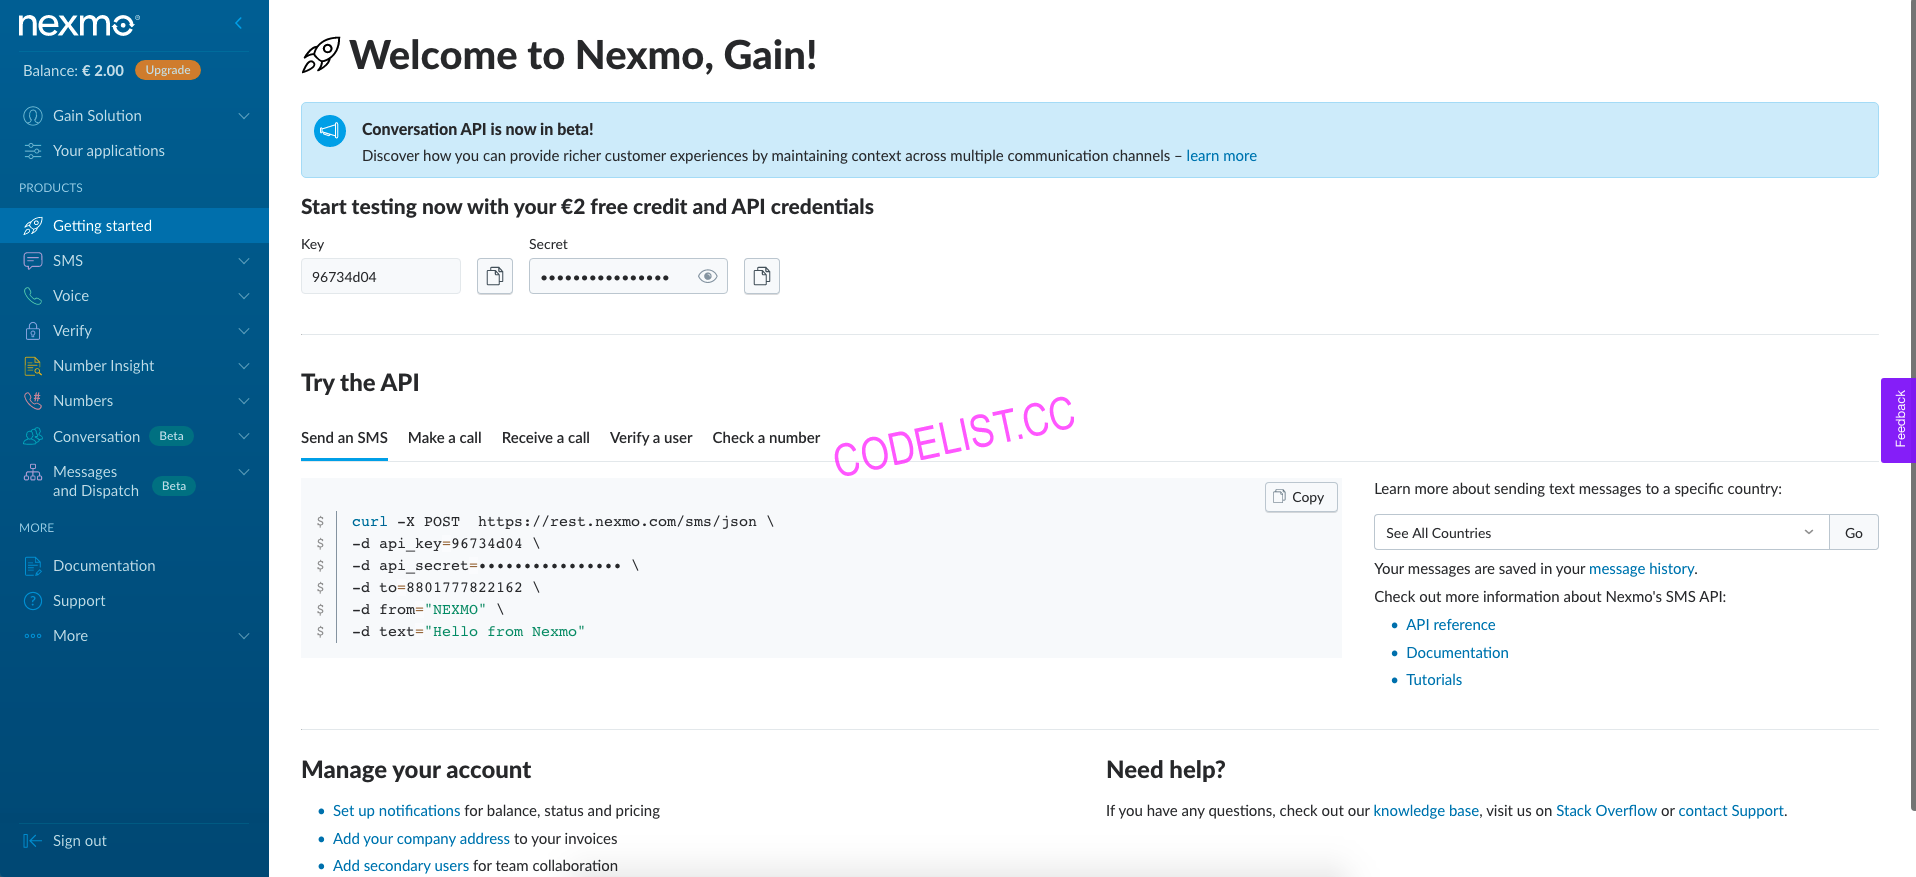 nexmo
Balance: € 2.00 Upgrade
Gain Solution
Your applications
PRODUCTS
Getting started
SMS
Voice
Verify
Number Insight
Numbers
Conversation Beta
Messages
and Dispatch Beta
MORE
Documentation
Support
More
Sign out
Welcome to Nexmo, Gain!
Conversation API is now in beta!
Discover how you can provide richer customer experiences by maintaining context across multiple communication channels – learn more
Start testing now with your €2 free credit and API credentials
Key Secret
96734d04 ••••••••••••••••
Try the API
Send an SMS Make a call Receive a call Verify a user Check a number
CODELIST.CC
Copy
$ curl -X POST  https://rest.nexmo.com/sms/json \
$ -d api_key=96734d04 \
$ -d api_secret=•••••••••••••••• \
$ -d to=8801777822162 \
$ -d from="NEXMO" \
$ -d text="Hello from Nexmo"
Learn more about sending text messages to a specific country:
See All Countries Go
Your messages are saved in your message history.
Check out more information about Nexmo's SMS API:
• API reference
• Documentation
• Tutorials
Feedback
Manage your account
• Set up notifications for balance, status and pricing
• Add your company address to your invoices
• Add secondary users for team collaboration
Need help?
If you have any questions, check out our knowledge base, visit us on Stack Overflow or contact Support.